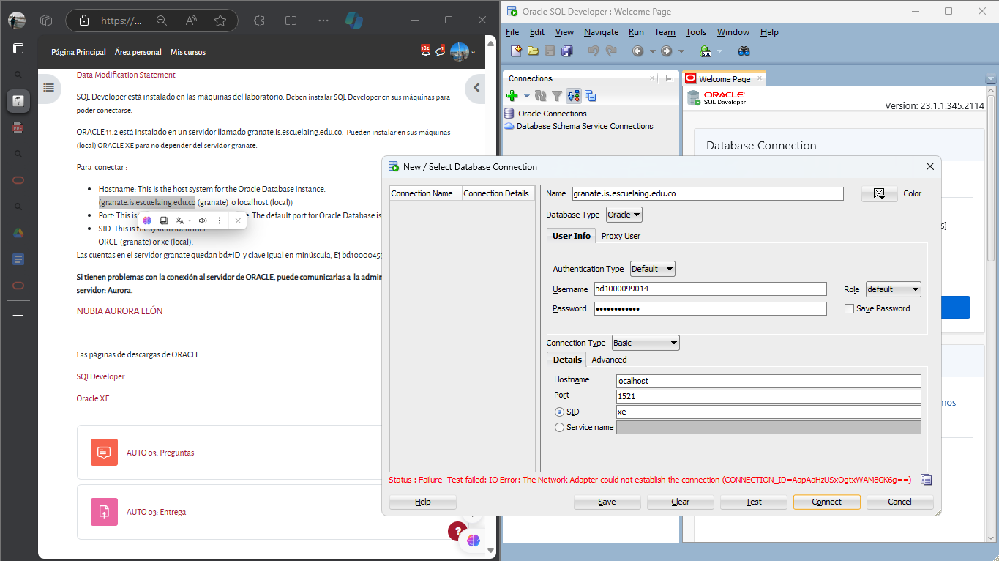 https://...
Página Principal Área personal Mis cursos
182
1
Data Modification Statement
SQL Developer está instalado en las máquinas del laboratorio. Deben instalar SQL Developer en sus máquinas para
poder conectarse.
ORACLE 11,2 está instalado en un servidor llamado granate.is.escuelaing.edu.co. Pueden instalar en sus máquinas
(local) ORACLE XE para no depender del servidor granate.
Para conectar :
Hostname: This is the host system for the Oracle Database instance.
(granate.is.escuelaing.edu.co (granate) o localhost (local))
Port: This is e. The default port for Oracle Database is
SID: This is the system identifier.
ORCL (granate) or xe (local).
Las cuentas en el servidor granate quedan bd#ID y clave igual en minúscula, Ej bd10000459
Si tienen problemas con la conexión al servidor de ORACLE, puede comunicarlas a la admin
servidor: Aurora.
NUBIA AURORA LEÓN
Las páginas de descargas de ORACLE.
SQLDeveloper
Oracle XE
AUTO 03: Preguntas
AUTO 03: Entrega
?
Oracle SQL Developer : Welcome Page
File Edit View Navigate Run Team Tools Window Help
SQL
Connections
Oracle Connections
Database Schema Service Connections
Welcome Page
ORACLE
SQL Developer
Version: 23.1.1.345.2114
Database Connection
s}
mos
New / Select Database Connection
Connection Name Connection Details
Name granate.is.escuelaing.edu.co Color
Database Type Oracle
User Info Proxy User
Authentication Type Default
Username bd1000099014 Role default
Password •••••••••••• Save Password
Connection Type Basic
Details Advanced
Hostname localhost
Port 1521
SID xe
Service name
Status : Failure -Test failed: IO Error: The Network Adapter could not establish the connection (CONNECTION_ID=AapAaHzUSxOgtxWAM8GK6g==)
Help Save Clear Test Connect Cancel